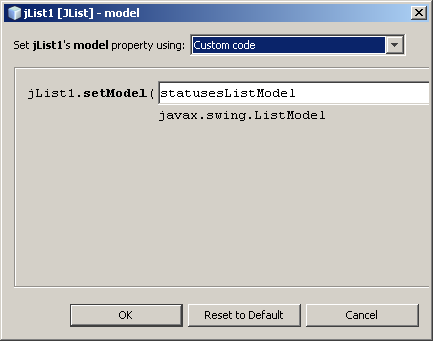 jList1 [JList] - model
Set jList1's model property using: Custom code
jList1.setModel( statusesListModel
javax.swing.ListModel
OK Reset to Default Cancel